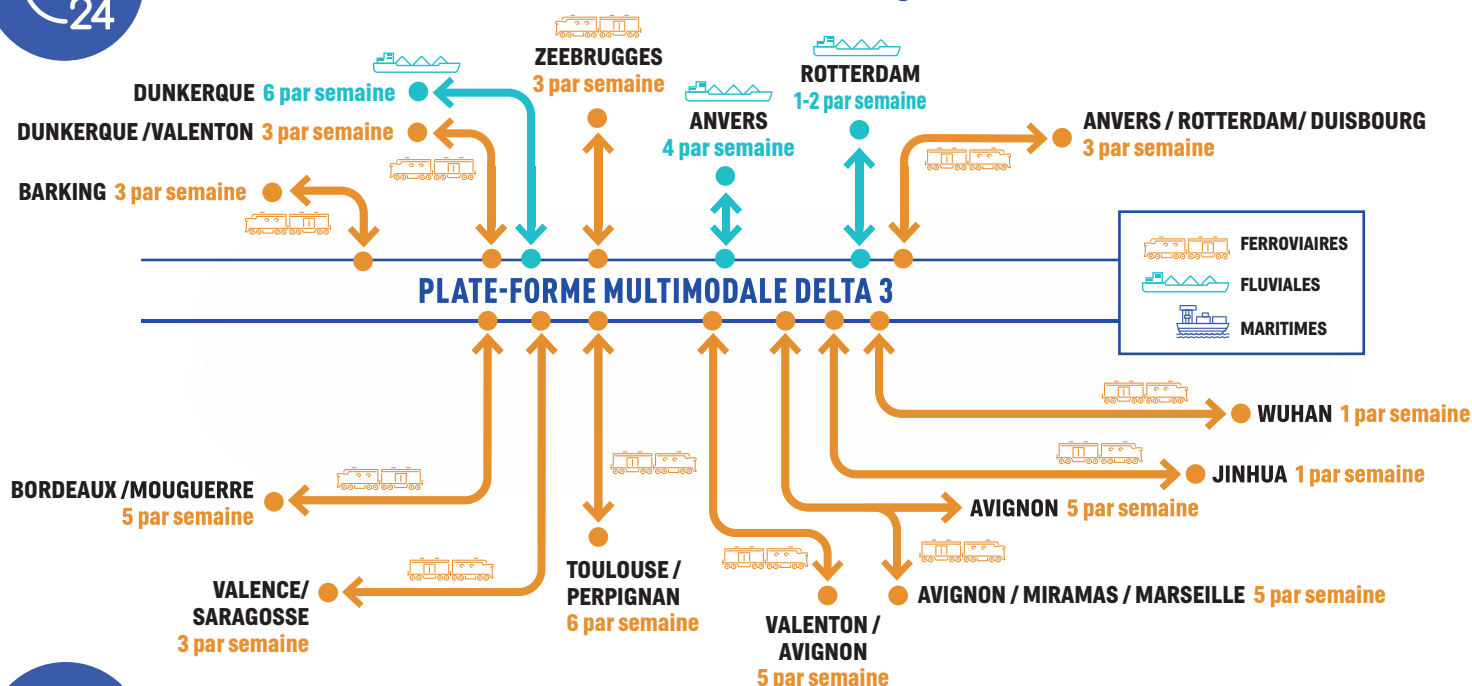 24
ZEEBRUGGES
3 par semaine
ROTTERDAM
1-2 par semaine
DUNKERQUE 6 par semaine
DUNKERQUE /VALENTON 3 par semaine
ANVERS
4 par semaine
ANVERS / ROTTERDAM/ DUISBOURG
3 par semaine
BARKING 3 par semaine
FERROVIAIRES
FLUVIALES
MARITIMES
PLATE-FORME MULTIMODALE DELTA 3
WUHAN 1 par semaine
JINHUA 1 par semaine
BORDEAUX /MOUGUERRE
5 par semaine
AVIGNON 5 par semaine
VALENCE/
SARAGOSSE
3 par semaine
TOULOUSE /
PERPIGNAN
6 par semaine
VALENTON /
AVIGNON
5 par semaine
AVIGNON / MIRAMAS / MARSEILLE 5 par semaine